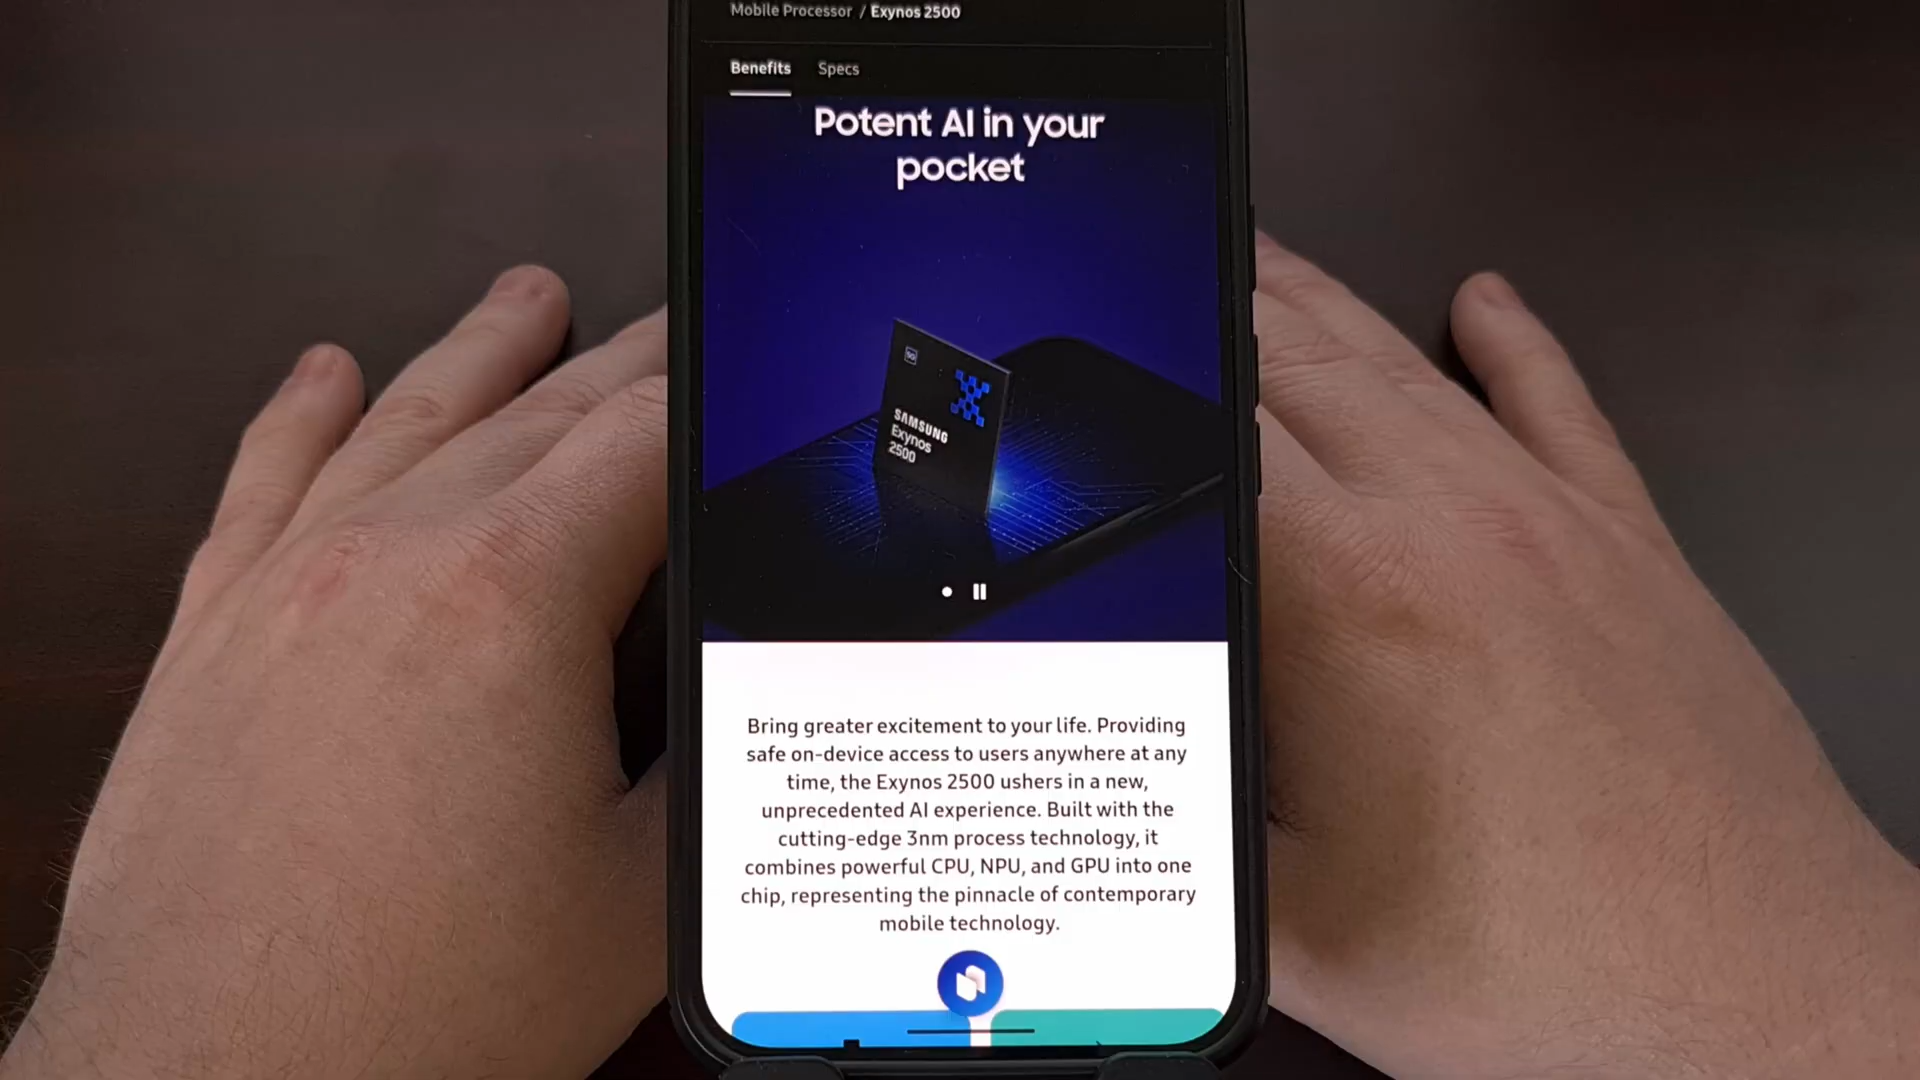 Mobile Processor / Exynos 2500
Benefits Specs
Potent AI in your
pocket
5G
SAMSUNG
Exynos
2500
Bring greater excitement to your life. Providing
safe on-device access to users anywhere at any
time, the Exynos 2500 ushers in a new,
unprecedented AI experience. Built with the
cutting-edge 3nm process technology, it
combines powerful CPU, NPU, and GPU into one
chip, representing the pinnacle of contemporary
mobile technology.